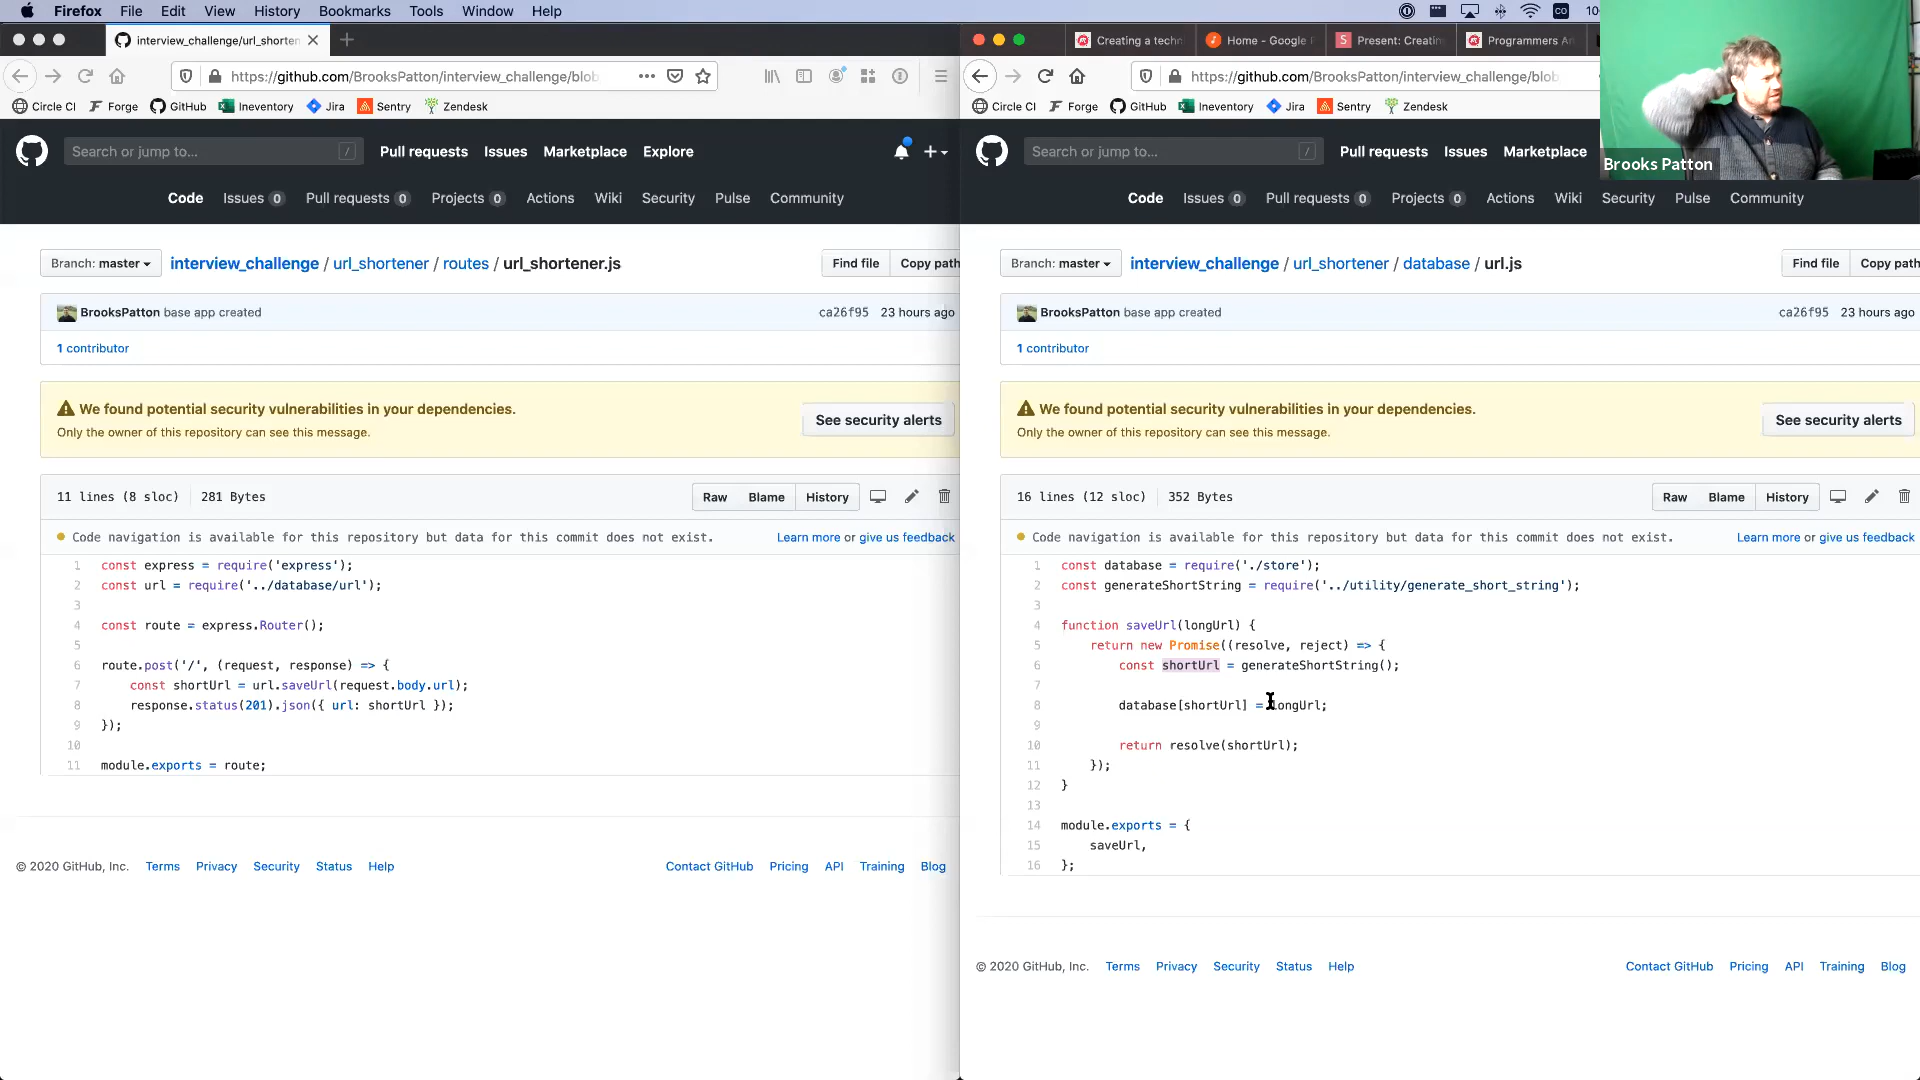 Firefox File Edit View History Bookmarks Tools Window Help
interview_challenge/url_shorten
https://github.com/BrooksPatton/interview_challenge/blob
Circle CI Forge GitHub Ineventory Jira Sentry Zendesk
Search or jump to... / Pull requests Issues Marketplace Explore
Code Issues 0 Pull requests 0 Projects 0 Actions Wiki Security Pulse Community
Branch: master interview_challenge / url_shortener / routes / url_shortener.js Find file Copy path
BrooksPatton base app created ca26f95 23 hours ago
1 contributor
We found potential security vulnerabilities in your dependencies.
Only the owner of this repository can see this message.
See security alerts
11 lines (8 sloc) 281 Bytes Raw Blame History
Code navigation is available for this repository but data for this commit does not exist. Learn more or give us feedback
1 const express = require('express');
2 const url = require('../database/url');
3
4 const route = express.Router();
5
6 route.post('/', (request, response) => {
7 const shortUrl = url.saveUrl(request.body.url);
8 response.status(201).json({ url: shortUrl });
9 });
10
11 module.exports = route;
© 2020 GitHub, Inc. Terms Privacy Security Status Help Contact GitHub Pricing API Training Blog
Creating a techn Home - Google Present: Creatin Programmers An
https://github.com/BrooksPatton/interview_challenge/blob
Circle CI Forge GitHub Ineventory Jira Sentry Zendesk
Brooks Patton
Search or jump to... / Pull requests Issues Marketplace
Code Issues 0 Pull requests 0 Projects 0 Actions Wiki Security Pulse Community
Branch: master interview_challenge / url_shortener / database / url.js Find file Copy path
BrooksPatton base app created ca26f95 23 hours ago
1 contributor
We found potential security vulnerabilities in your dependencies.
Only the owner of this repository can see this message.
See security alerts
16 lines (12 sloc) 352 Bytes Raw Blame History
Code navigation is available for this repository but data for this commit does not exist. Learn more or give us feedback
1 const database = require('./store');
2 const generateShortString = require('../utility/generate_short_string');
3
4 function saveUrl(longUrl) {
5 return new Promise((resolve, reject) => {
6 const shortUrl = generateShortString();
7
8 database[shortUrl] = longUrl;
9
10 return resolve(shortUrl);
11 });
12 }
13
14 module.exports = {
15 saveUrl,
16 };
© 2020 GitHub, Inc. Terms Privacy Security Status Help Contact GitHub Pricing API Training Blog